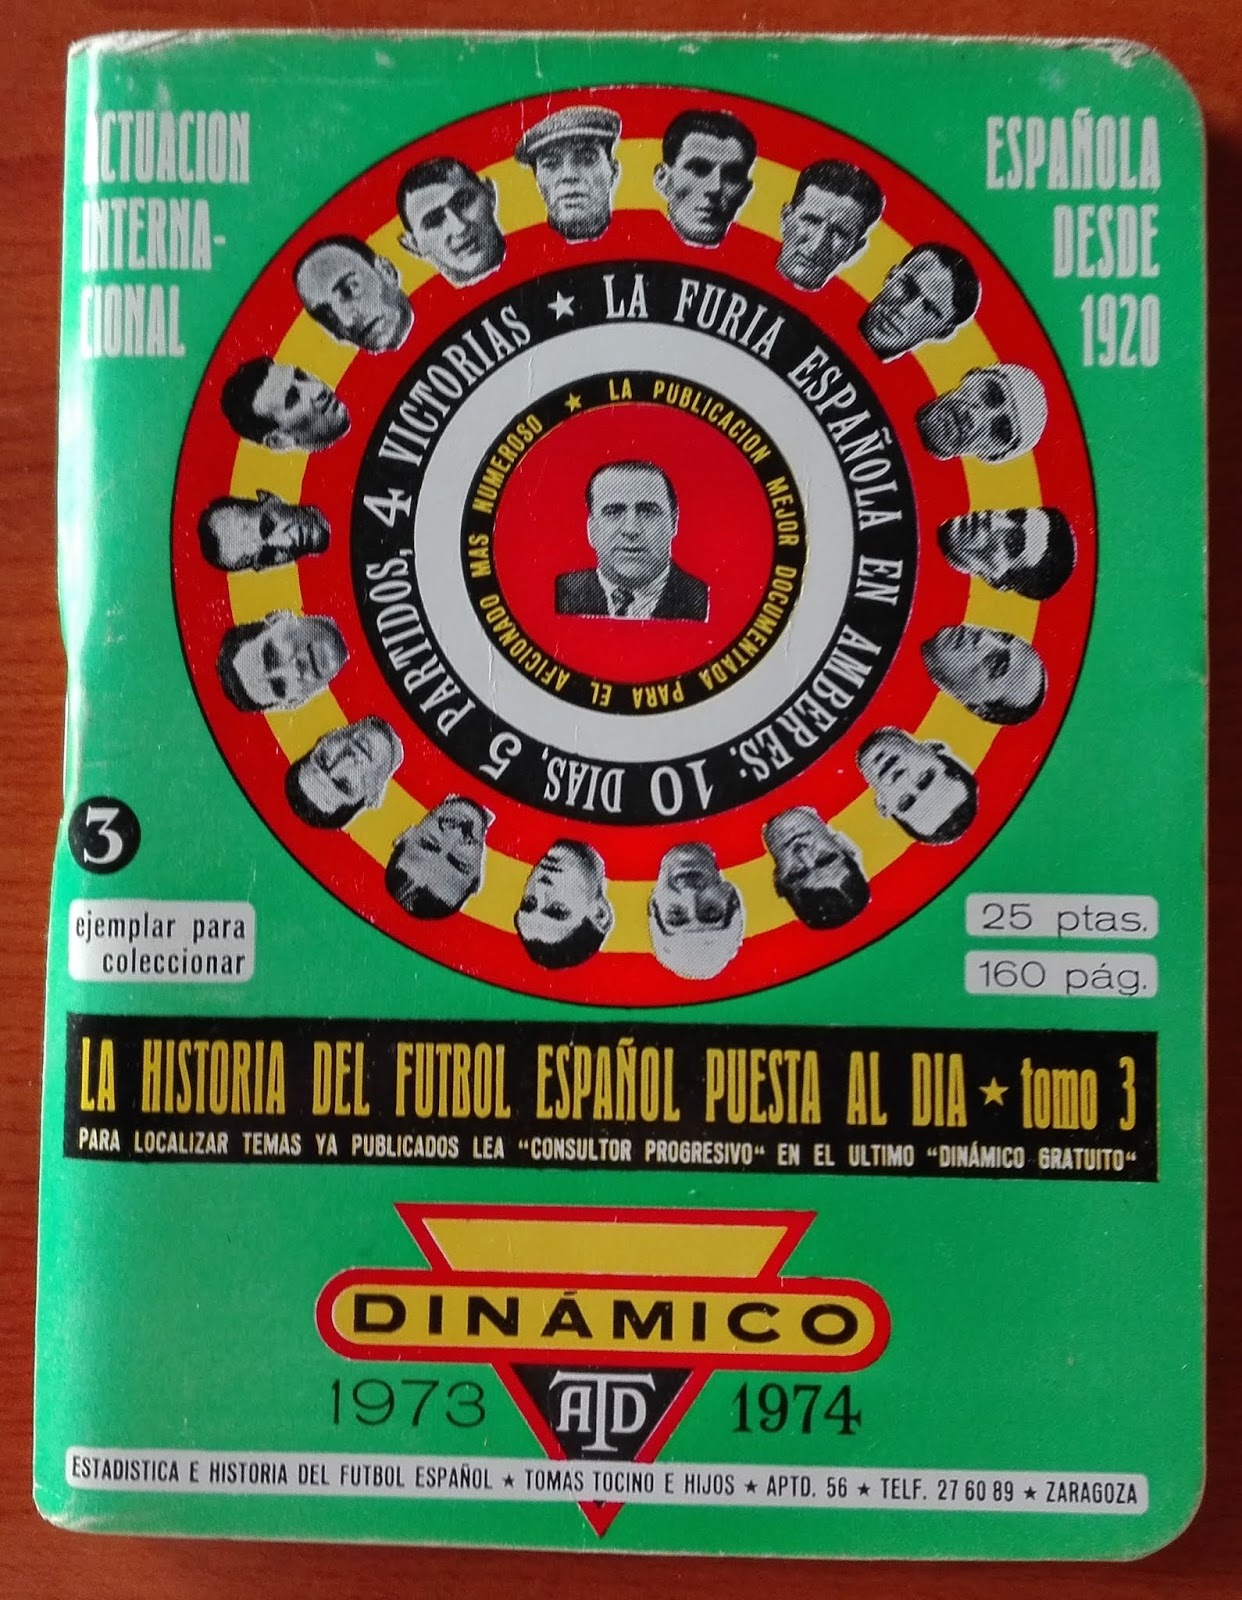 ACTUACION
INTERNA-
CIONAL
ESPAÑOLA
DESDE
1920
★ LA FURIA ESPAÑOLA EN AMBERES: 10 DIAS, 5 PARTIDOS, 4 VICTORIAS
★ LA PUBLICACION MEJOR DOCUMENTADA PARA EL AFICIONADO MAS NUMEROSO
3
ejemplar para
coleccionar
25 ptas.
160 pág.
LA HISTORIA DEL FUTBOL ESPAÑOL PUESTA AL DIA ★ tomo 3
PARA LOCALIZAR TEMAS YA PUBLICADOS LEA "CONSULTOR PROGRESIVO" EN EL ULTIMO "DINÁMICO GRATUITO"
DINÁMICO
1973 ATD 1974
ESTADISTICA E HISTORIA DEL FUTBOL ESPAÑOL ★ TOMAS TOCINO E HIJOS ★ APTD. 56 ★ TELF. 27 60 89 ★ ZARAGOZA